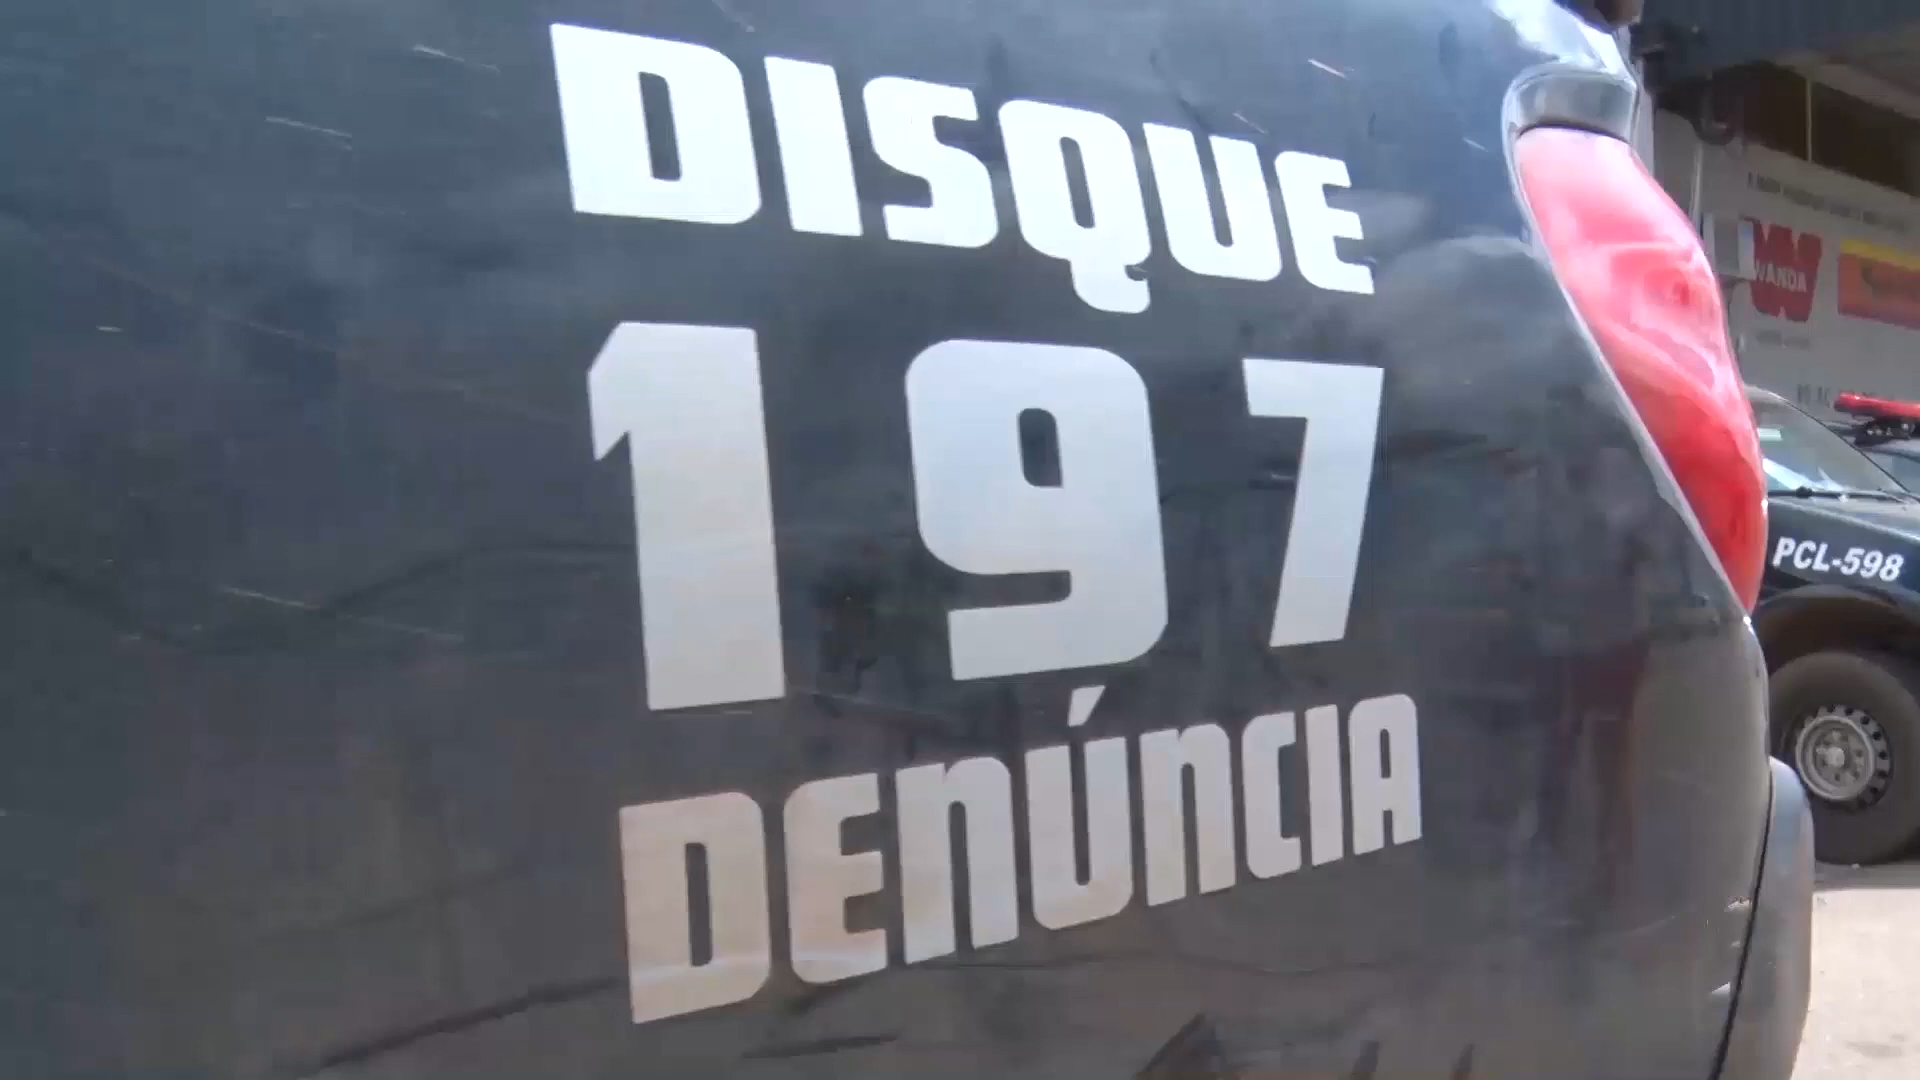 DISQUE
197
DENÚNCIA
WANDA
PCL-598